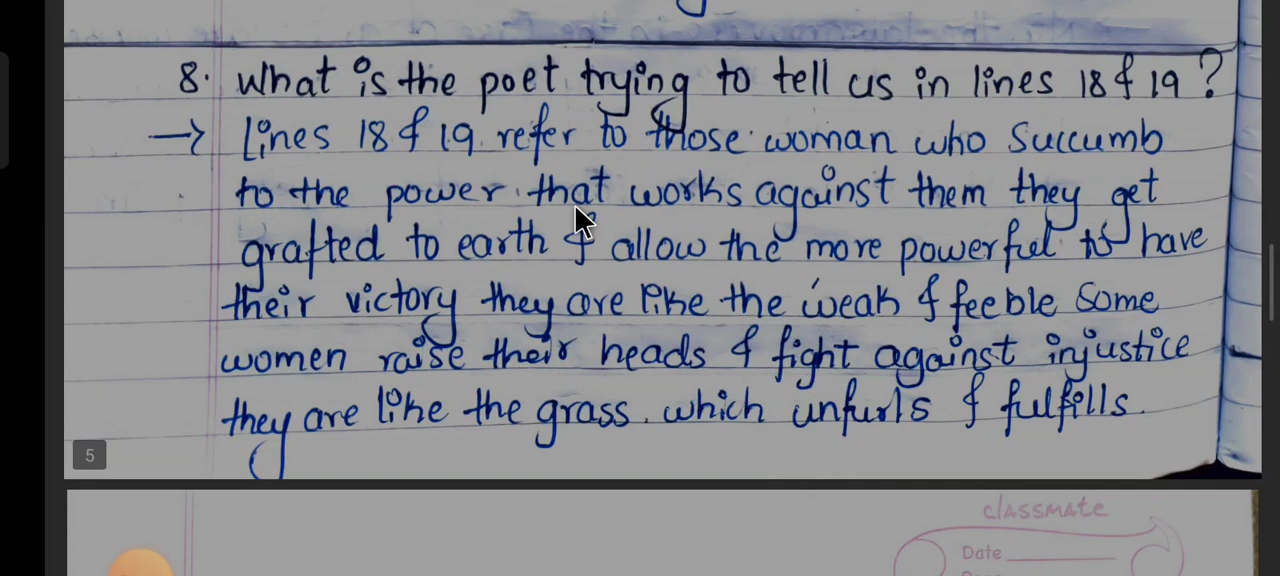 8. What is the poet trying to tell us in lines 18 & 19?
→ Lines 18 & 19 refer to those woman who succumb
to the power that works against them they get
grafted to earth & allow the more powerful to have
their victory they are like the weak & feeble Some
women raise their heads & fight against injustice
they are like the grass. which unfurls & fulfills.
5
classmate
Date